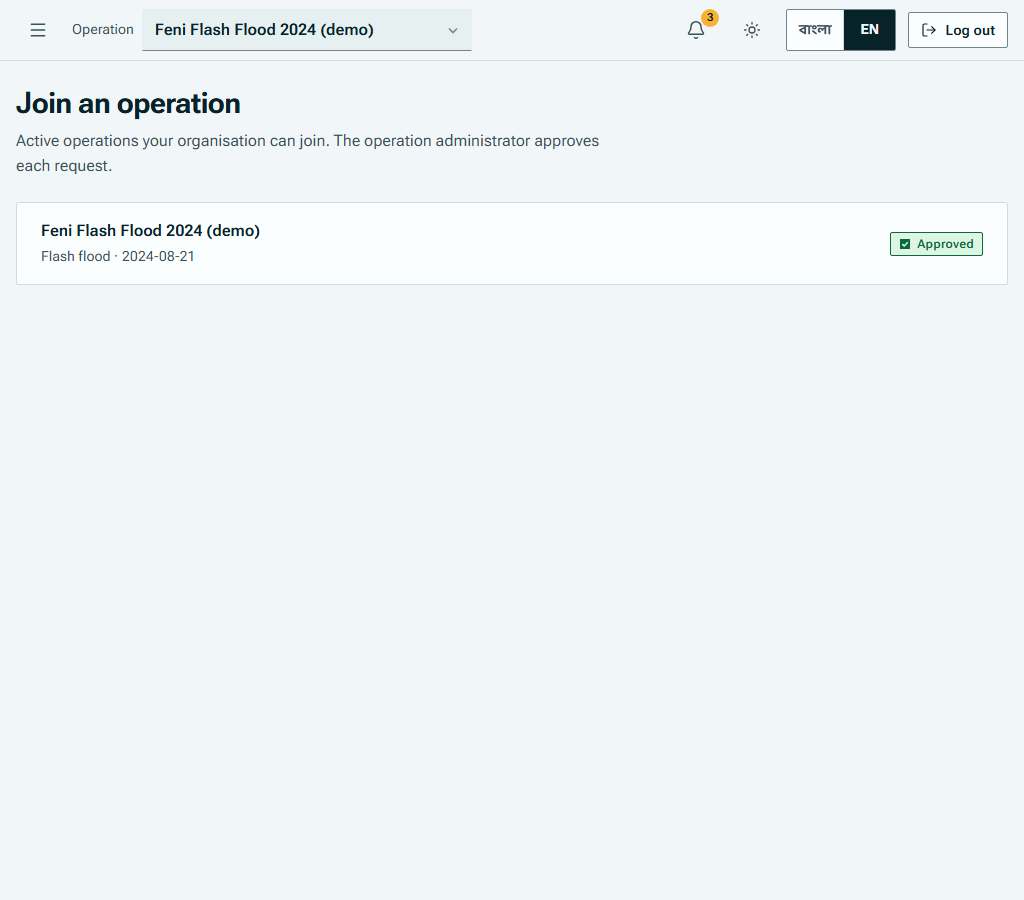 Operation
Feni Flash Flood 2024 (demo)
3
বাংলা
EN
Log out
Join an operation
Active operations your organisation can join. The operation administrator approves
each request.
Feni Flash Flood 2024 (demo)
Flash flood · 2024-08-21
Approved